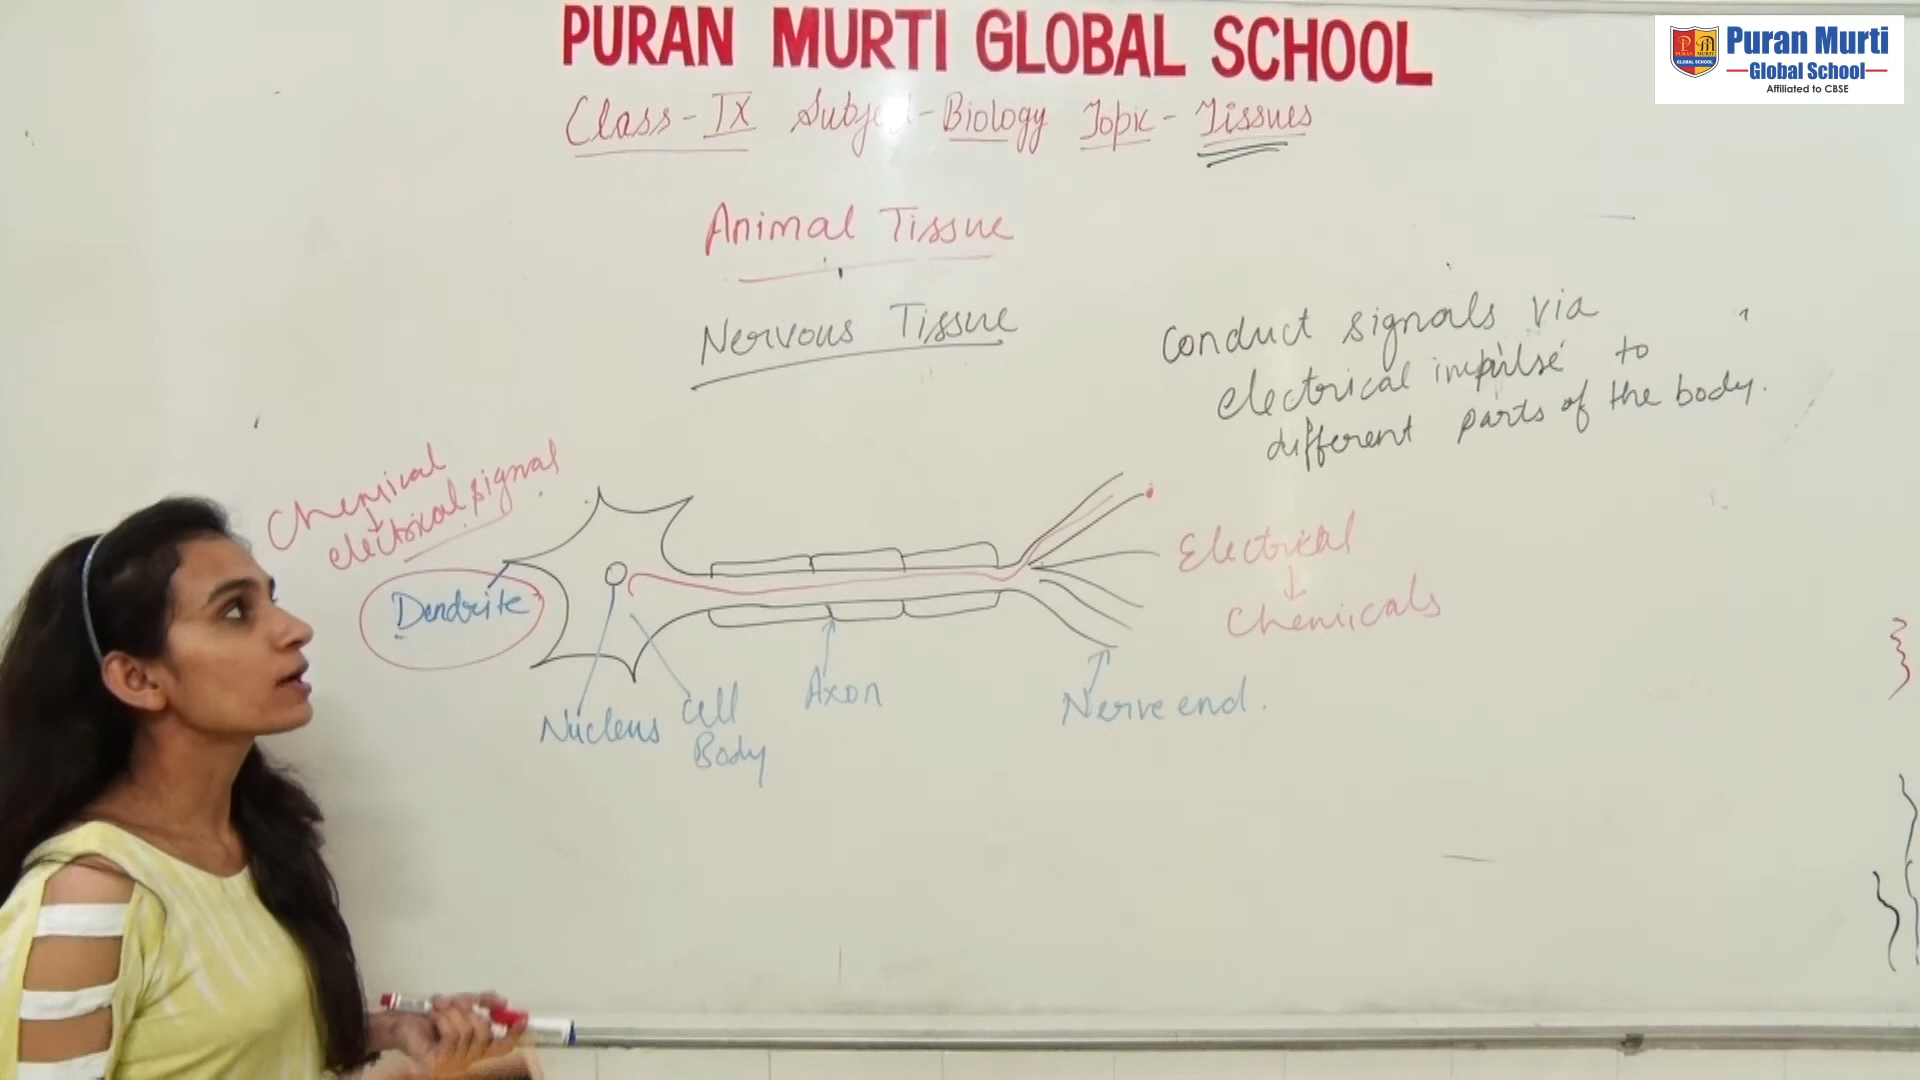 PURAN MURTI GLOBAL SCHOOL
Puran Murti
Global School
Affiliated to CBSE
Class-IX Subject-Biology Topic-Tissues
Animal Tissue
Nervous Tissue
Conduct signals via
electrical impulse to
different parts of the body.
Chemical
electrical signal
Dendrite
Electrical
Chemicals
Nucleus
Cell
Body
Axon
Nerve end.